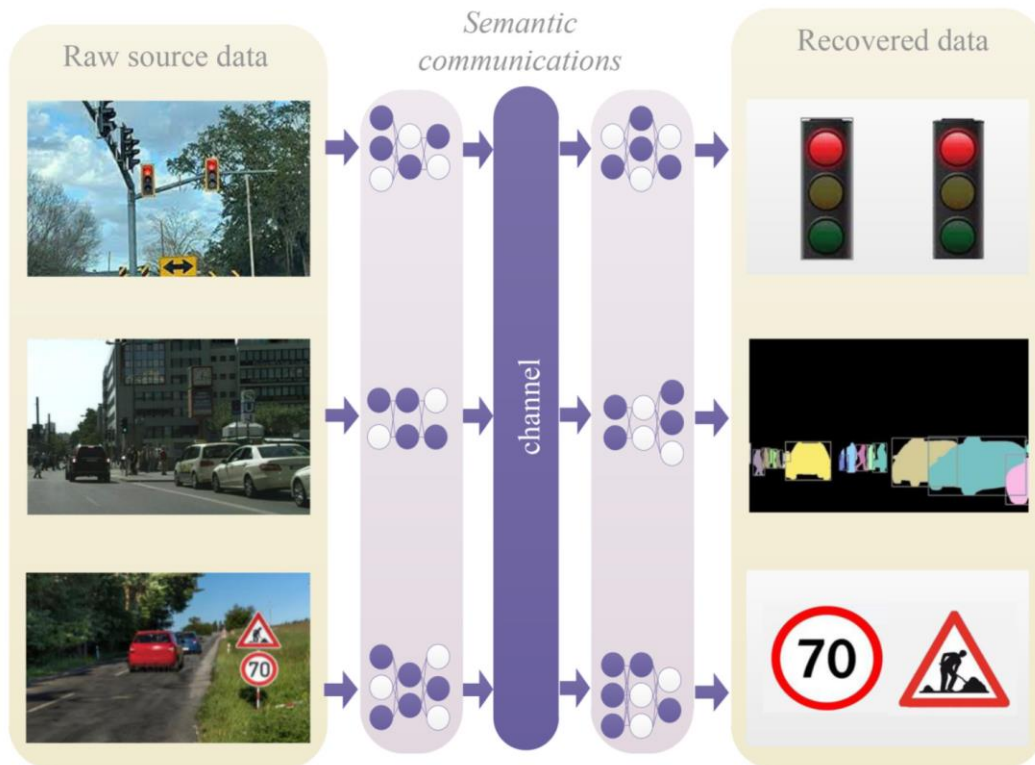 Semantic
communications
Raw source data
Recovered data
channel
70
70